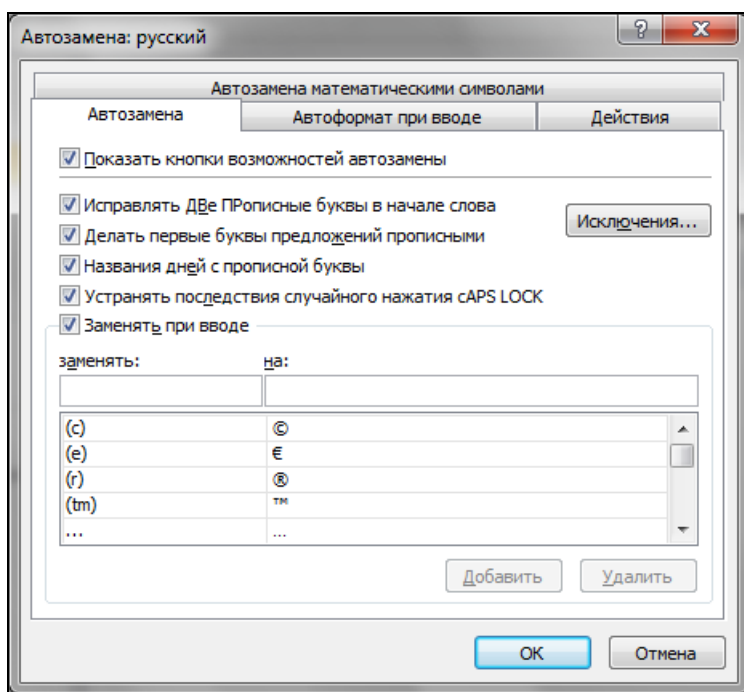 Автозамена: русский
Автозамена математическими символами
Автозамена Автоформат при вводе Действия
Показать кнопки возможностей автозамены
Исправлять ДВе ПРописные буквы в начале слова
Исключения...
Делать первые буквы предложений прописными
Названия дней с прописной буквы
Устранять последствия случайного нажатия cAPS LOCK
Заменять при вводе
заменять: на:
(c) ©
(e) €
(r) ®
(tm) ™
... …
Добавить Удалить
ОК Отмена